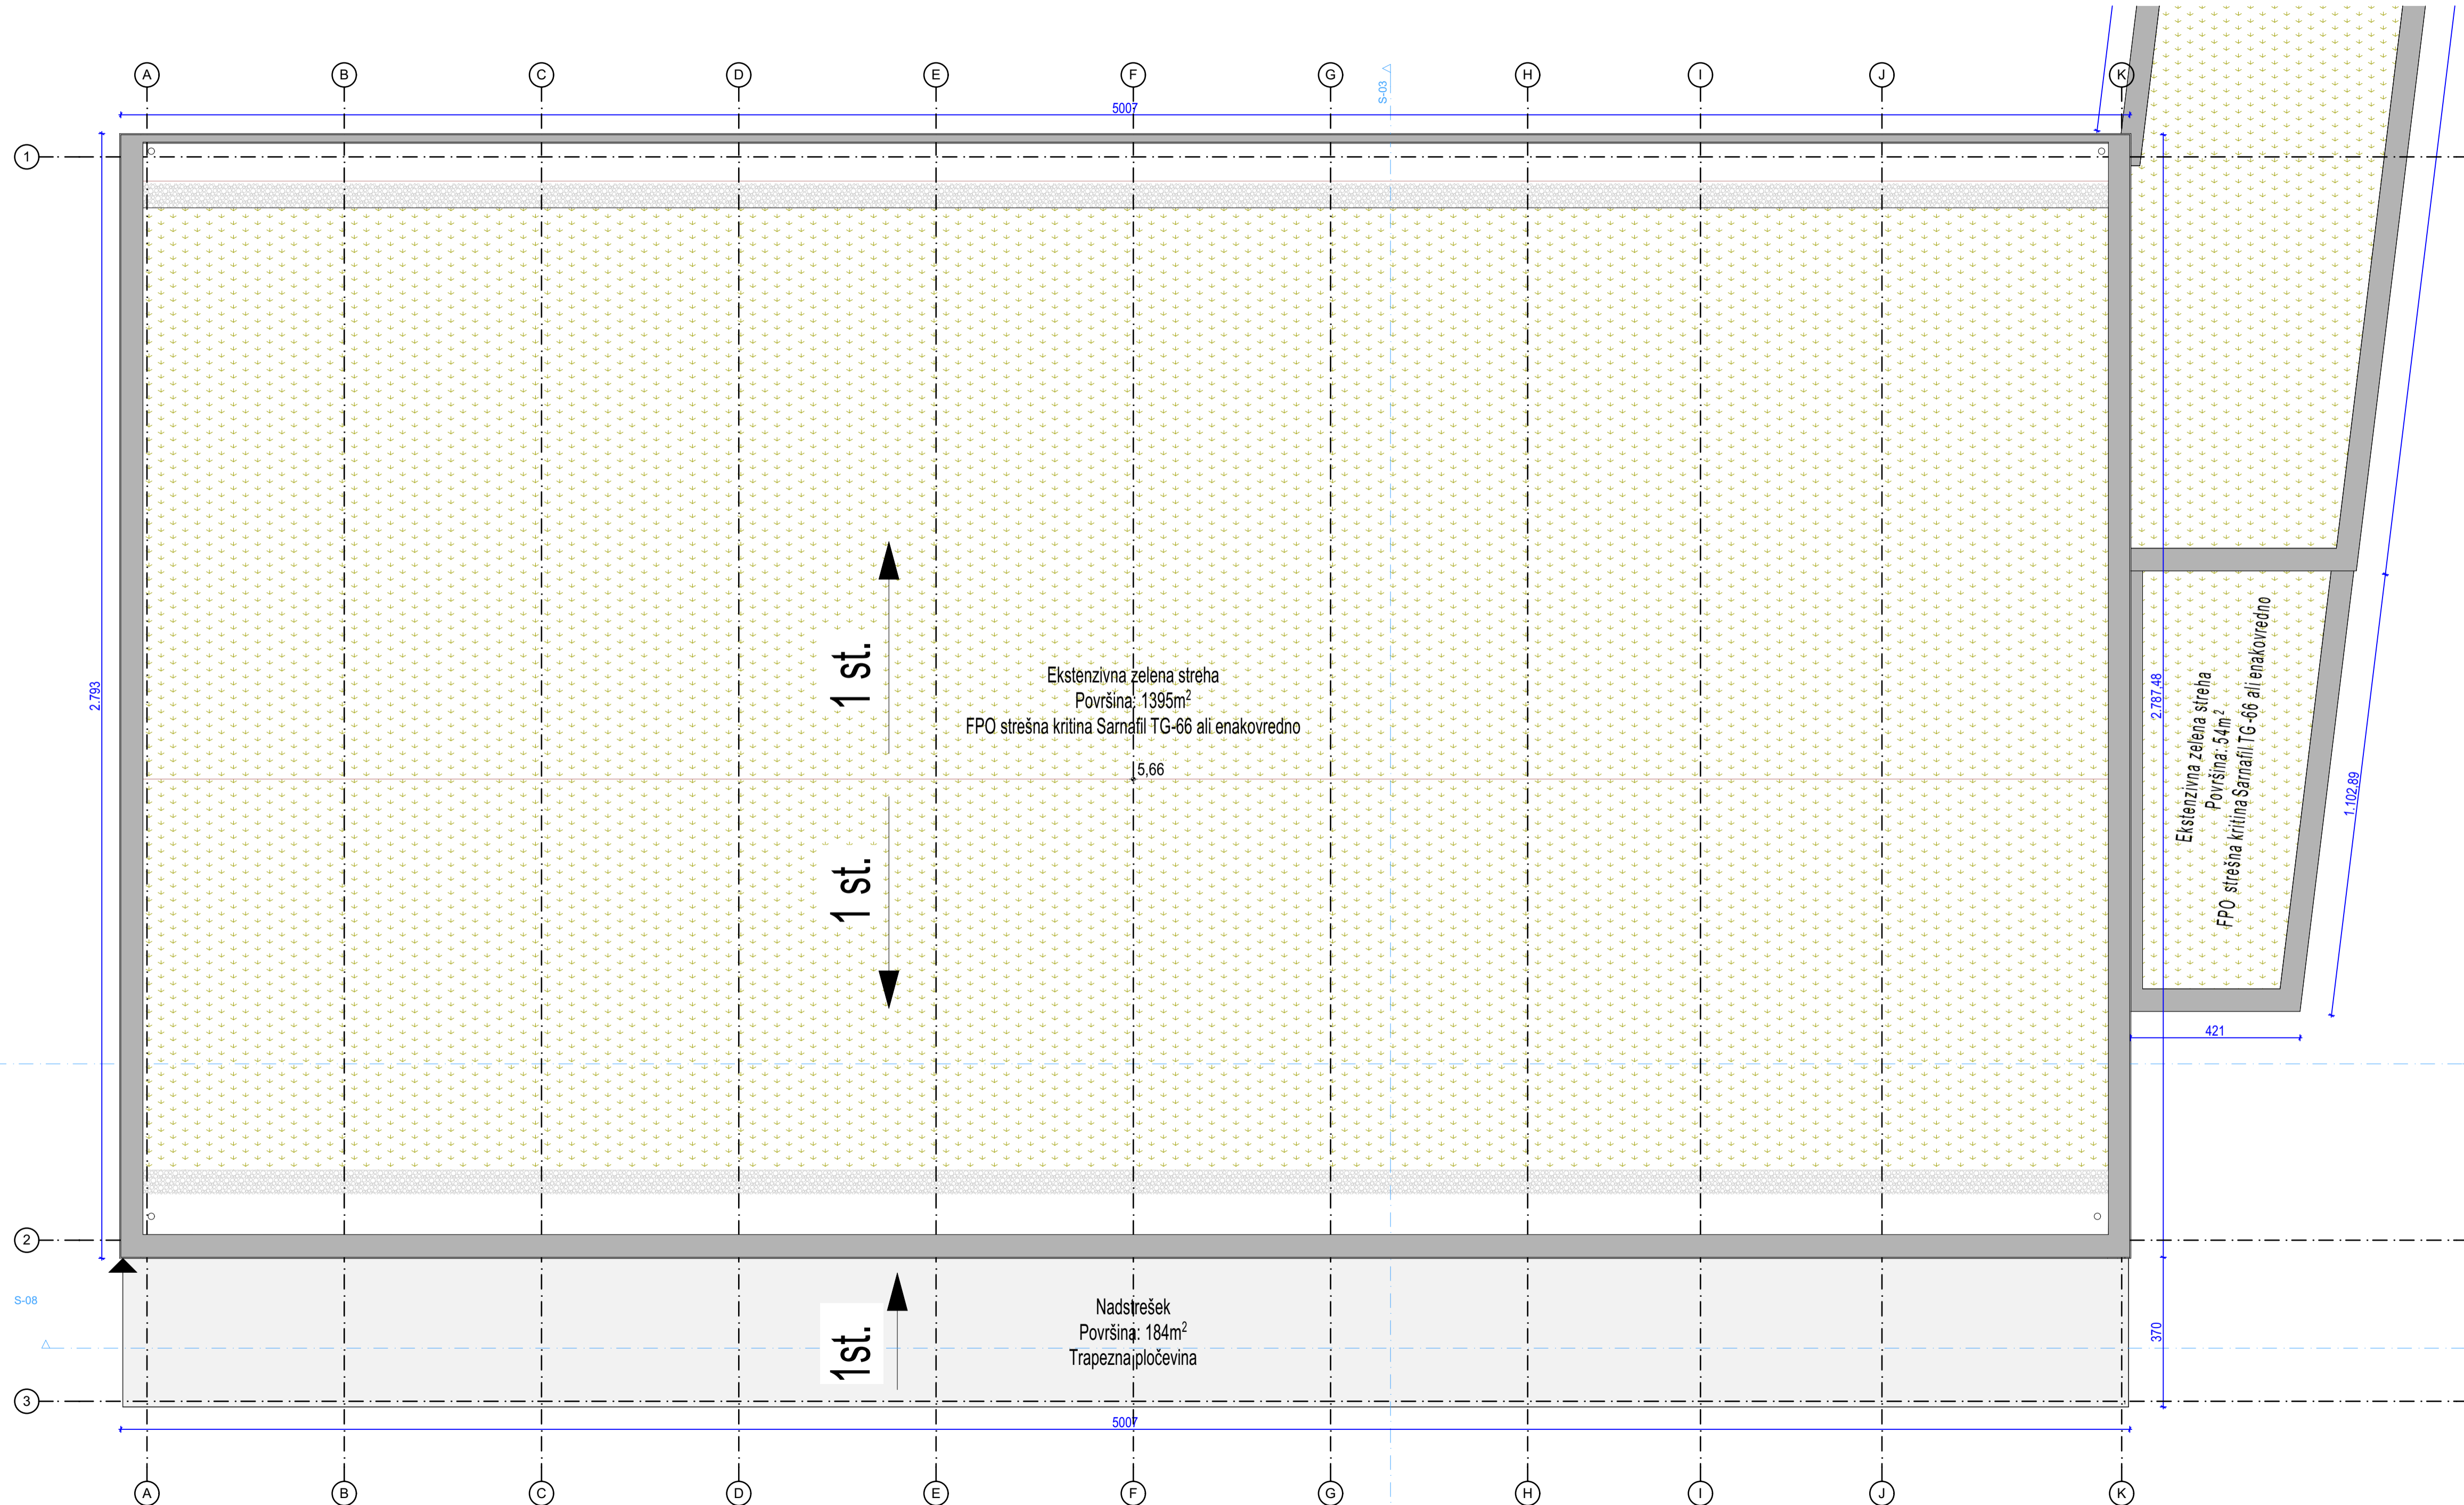 A B C D E F G H I J K
S-03
5007
1
2.793
1 st.
Ekstenzivna zelena streha
Površina: 1395m²
FPO strešna kritina Sarnafil TG-66 ali enakovredno
5,66
1 st.
2.787,48
Ekstenzivna zelena streha
Površina: 54m²
FPO strešna kritina Sarnafil TG-66 ali enakovredno
1.102,89
421
2
S-08
1st.
Nadstrešek
Površina: 184m²
Trapezna pločevina
370
3
5007
A B C D E F G H I J K